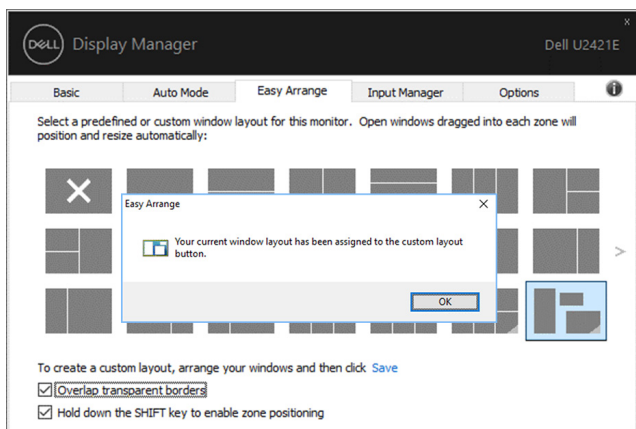 DELL Display Manager
x
Dell U2421E
Basic Auto Mode Easy Arrange Input Manager Options
Select a predefined or custom window layout for this monitor. Open windows dragged into each zone will
position and resize automatically:
Easy Arrange
Your current window layout has been assigned to the custom layout
button.
OK
To create a custom layout, arrange your windows and then click Save
Overlap transparent borders
Hold down the SHIFT key to enable zone positioning